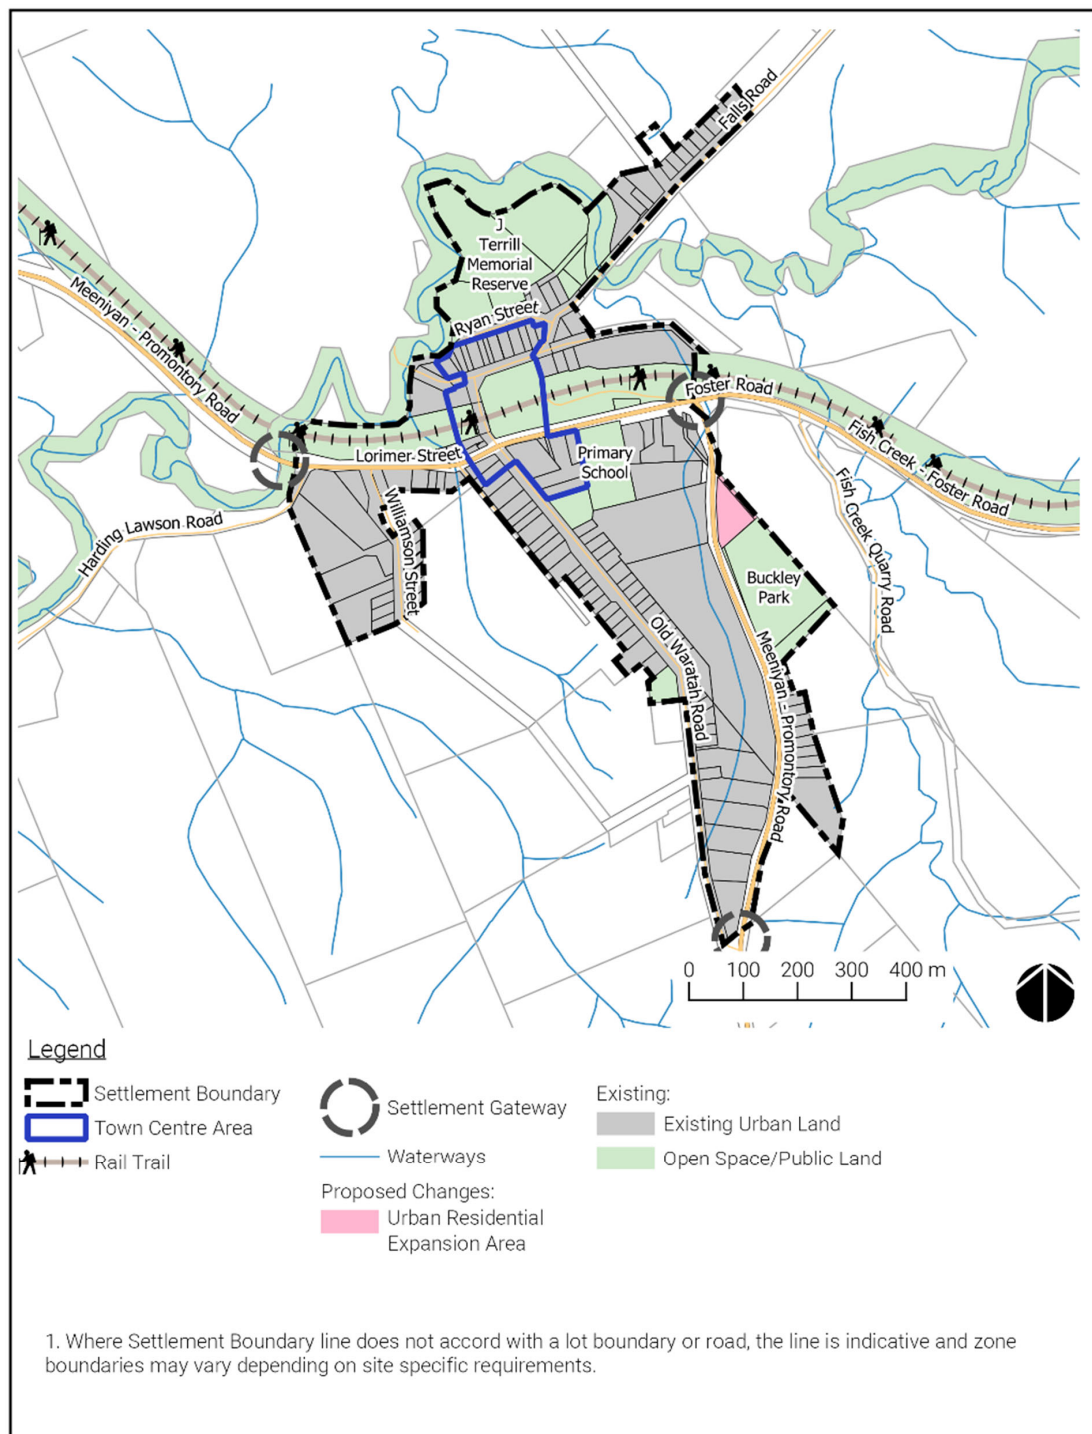 Falls Road
J
Terrill
Memorial
Reserve
Ryan Street
Meeniyan - Promontory Road
Foster Road
Lorimer Street
Primary
School
Fish Creek - Foster Road
Harding Lawson Road
Williamson Street
Fish Creek Quarry Road
Buckley
Park
Old Waratah Road
Meeniyan - Promontory Road
0 100 200 300 400 m
Legend
Settlement Boundary
Town Centre Area
Rail Trail
Settlement Gateway
Waterways
Proposed Changes:
Urban Residential
Expansion Area
Existing:
Existing Urban Land
Open Space/Public Land
1. Where Settlement Boundary line does not accord with a lot boundary or road, the line is indicative and zone
boundaries may vary depending on site specific requirements.